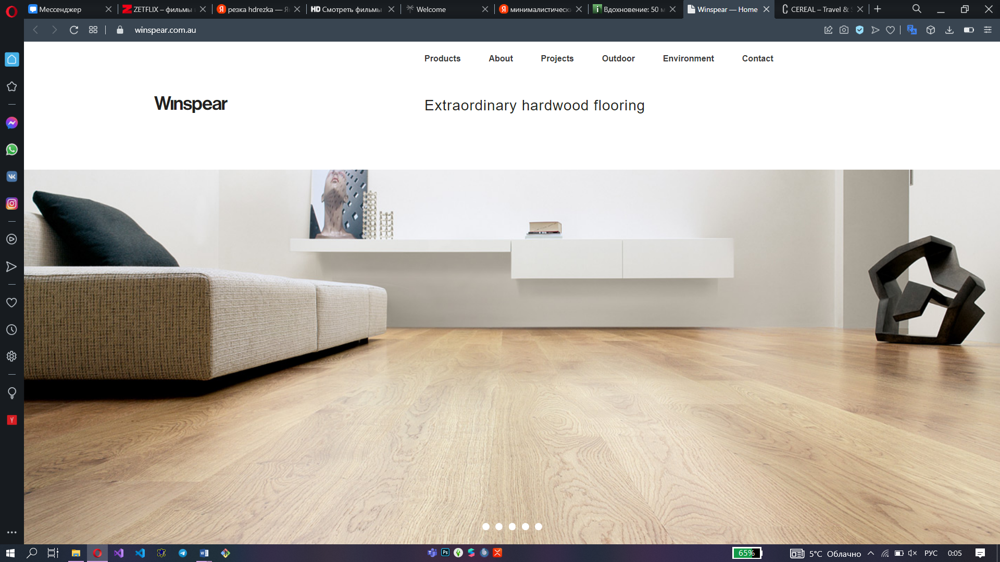 Мессенджер
ZETFLIX – фильмы
резка hdrezka — Я
HD Смотреть фильмы
Welcome
минималистическ
Вдохновение: 50 м
Winspear — Home
CEREAL – Travel &
winspear.com.au
Products About Projects Outdoor Environment Contact
Winspear
Extraordinary hardwood flooring
65%
5°C Облачно
РУС
0:05